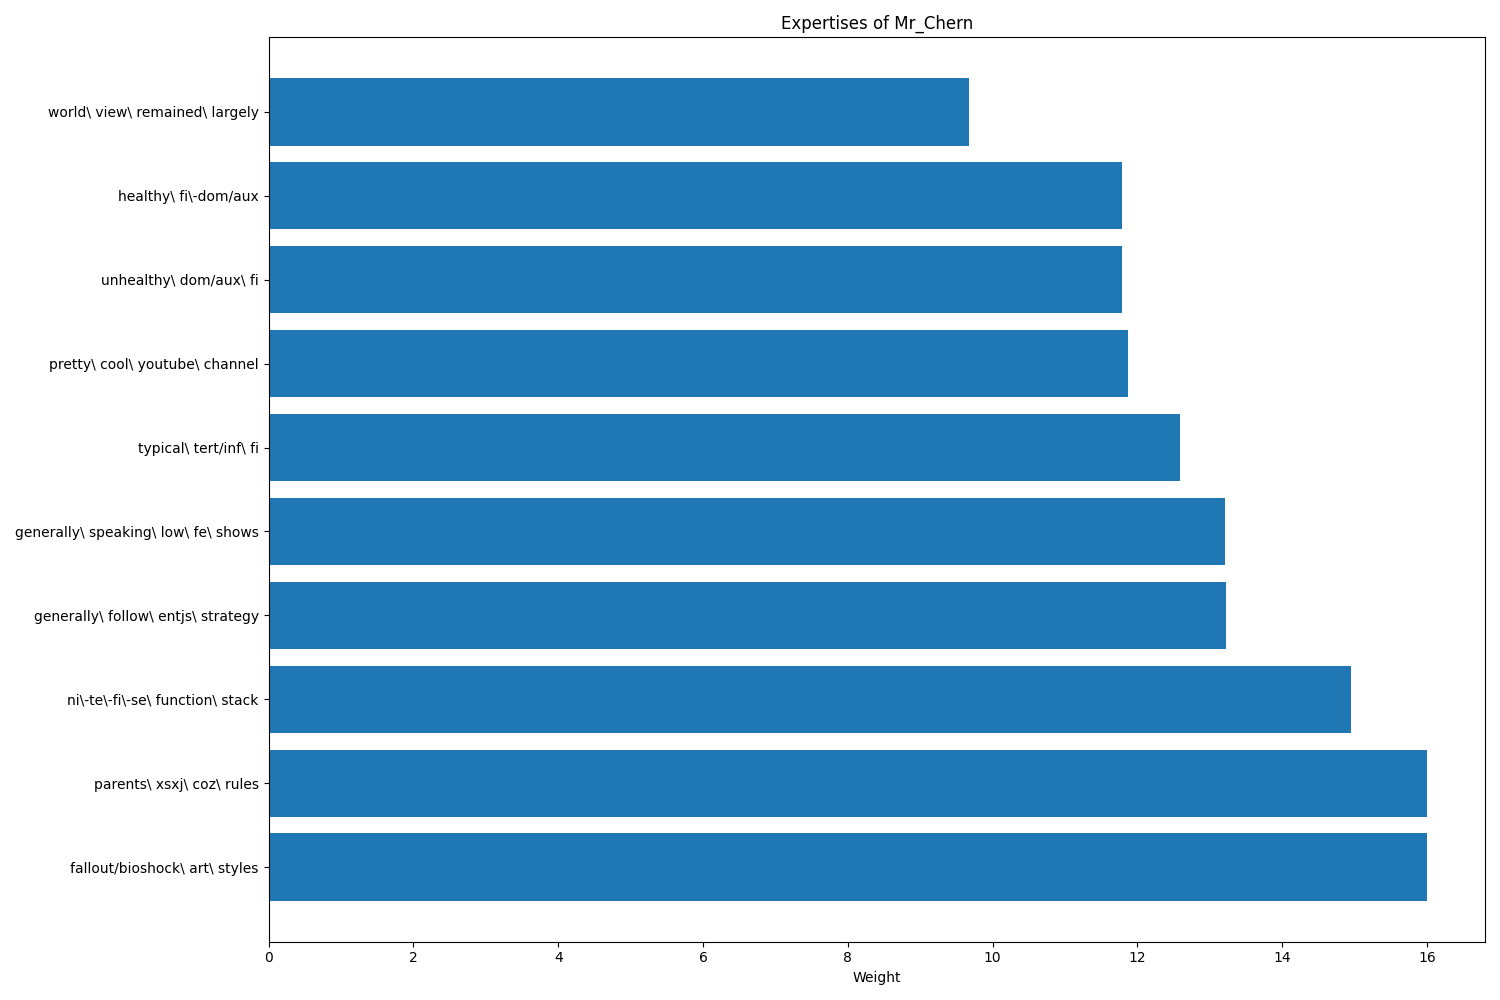 Expertises of Mr_Chern
world\ view\ remained\ largely
healthy\ fi\-dom/aux
unhealthy\ dom/aux\ fi
pretty\ cool\ youtube\ channel
typical\ tert/inf\ fi
generally\ speaking\ low\ fe\ shows
generally\ follow\ entjs\ strategy
ni\-te\-fi\-se\ function\ stack
parents\ xsxj\ coz\ rules
fallout/bioshock\ art\ styles
0 2 4 6 8 10 12 14 16
Weight